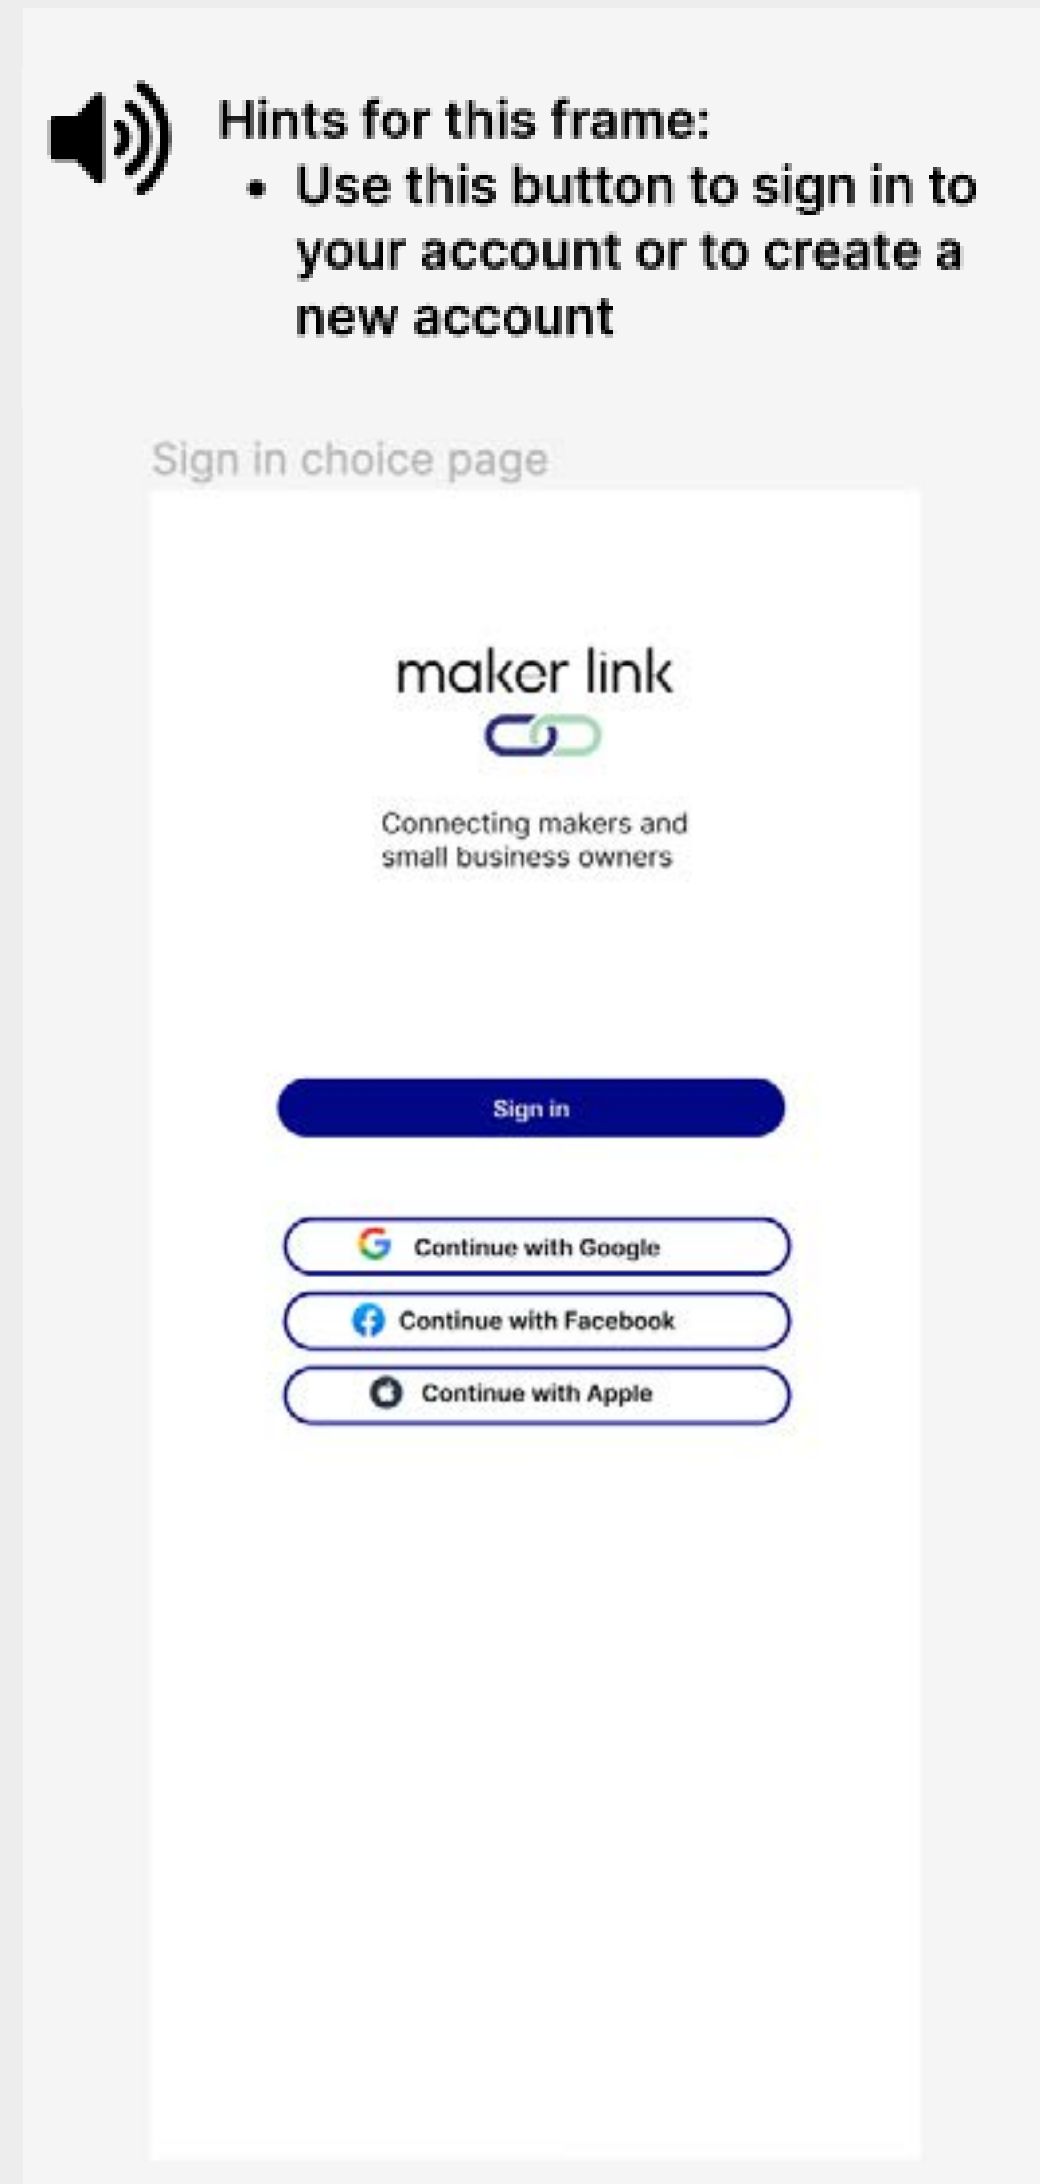 Hints for this frame:
• Use this button to sign in to
your account or to create a
new account
Sign in choice page
maker link
Connecting makers and
small business owners
Sign in
Continue with Google
Continue with Facebook
Continue with Apple